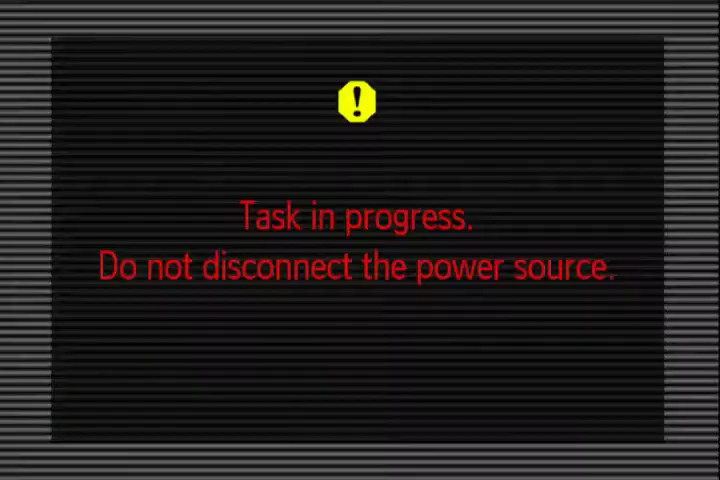 !
Task in progress.
Do not disconnect the power source.